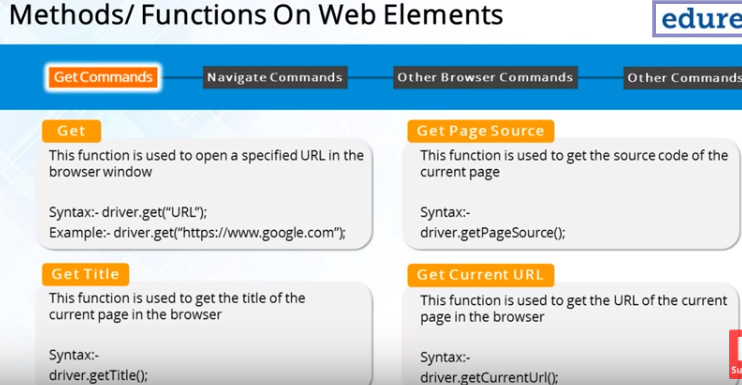 Methods/ Functions On Web Elements
edure
Get Commands
Navigate Commands
Other Browser Commands
Other Commands
Get
This function is used to open a specified URL in the
browser window
Syntax:- driver.get(“URL”);
Example:- driver.get(“https://www.google.com”);
Get Page Source
This function is used to get the source code of the
current page
Syntax:-
driver.getPageSource();
Get Title
This function is used to get the title of the
current page in the browser
Syntax:-
driver.getTitle();
Get Current URL
This function is used to get the URL of the current
page in the browser
Syntax:-
driver.getCurrentUrl();
Su